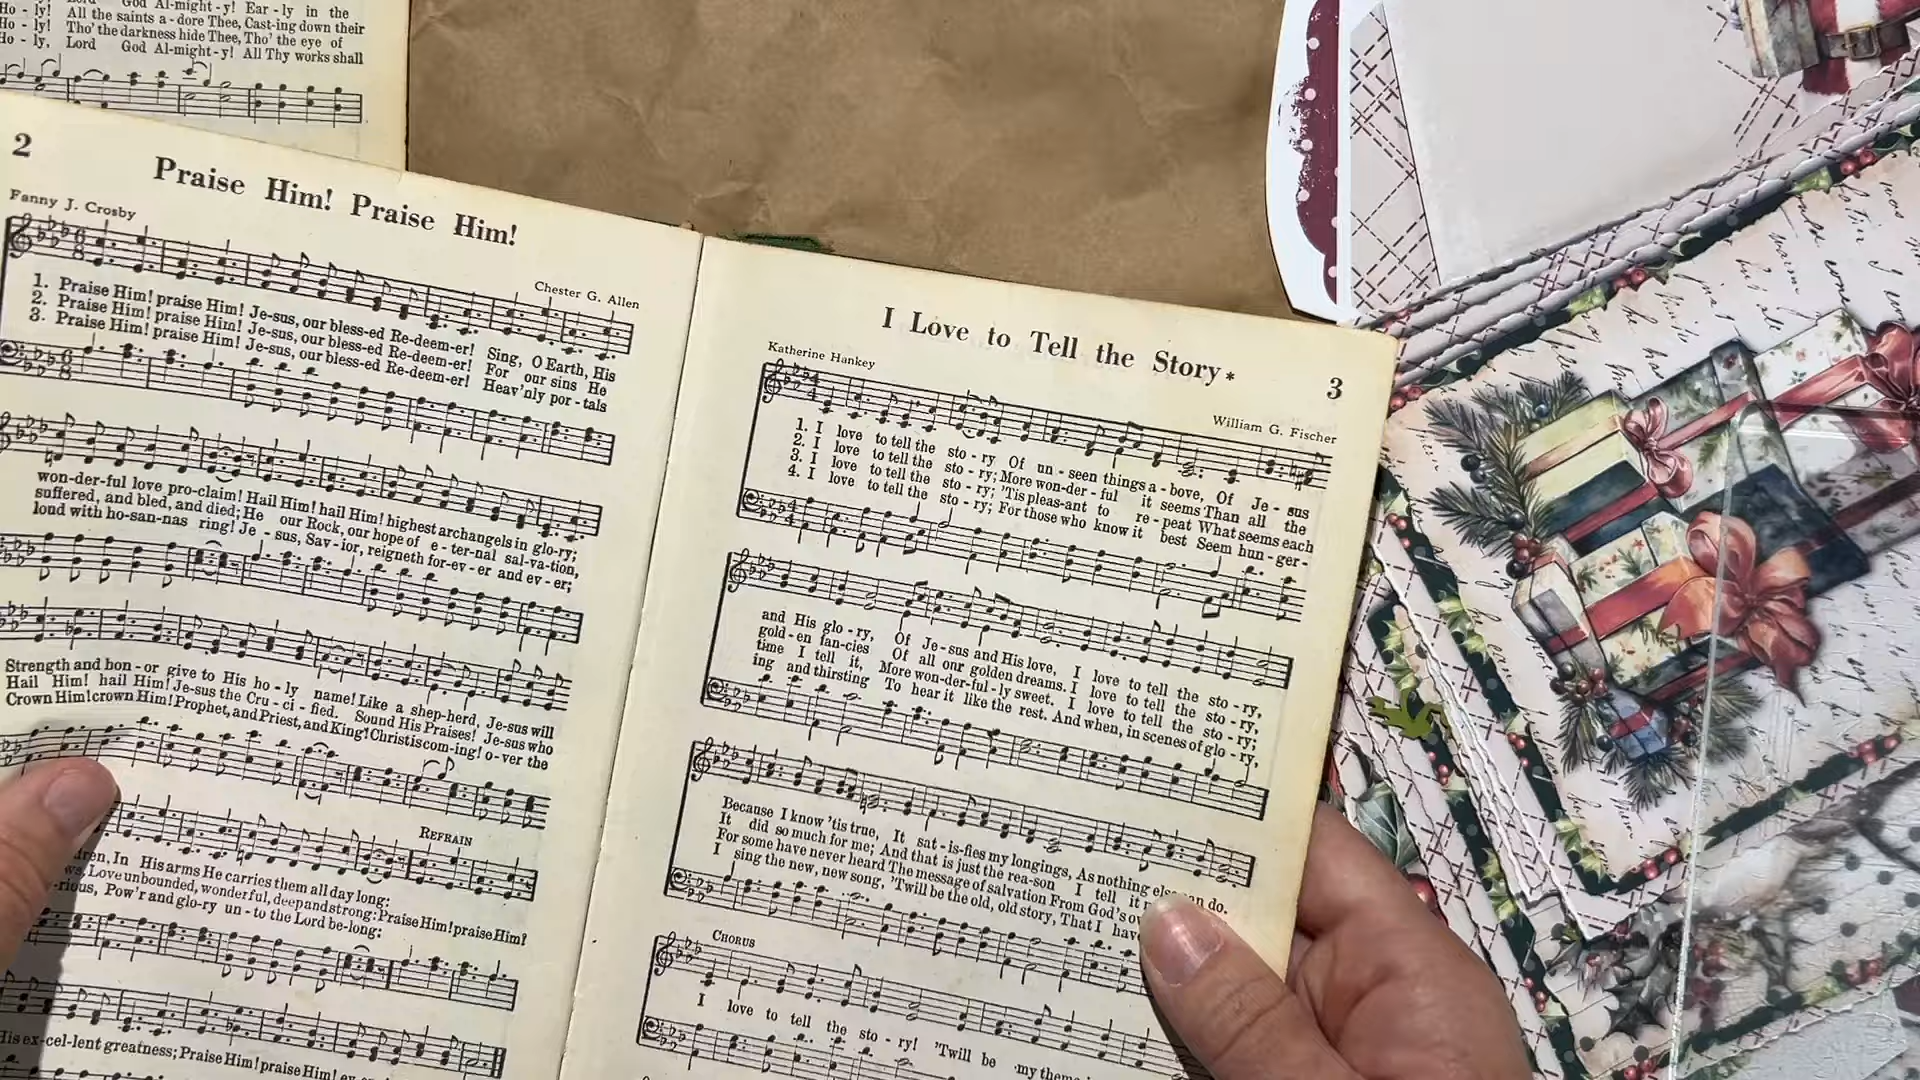 Ho - ly! Lord God Al-might-y! Ear - ly in the
Ho - ly! All the saints a-dore Thee, Cast-ing down their
Ho - ly! Tho' the darkness hide Thee, Tho' the eye of
Ho - ly, Lord God Al-might-y! All Thy works shall
2
Praise Him! Praise Him!
Fanny J. Crosby
Chester G. Allen
1. Praise Him! praise Him! Je-sus, our bless-ed Re-deem-er! Sing, O Earth, His
2. Praise Him! praise Him! Je-sus, our bless-ed Re-deem-er! For our sins He
3. Praise Him! praise Him! Je-sus, our bless-ed Re-deem-er! Heav'nly por-tals
won-der-ful love pro-claim! Hail Him! hail Him! highest archangels in glo-ry;
suffered, and bled, and died; He our Rock, our hope of e-ter-nal sal-va-tion,
loud with ho-san-nas ring! Je - sus, Sav-ior, reigneth for-ev-er and ev-er;
Strength and hon-or give to His ho-ly name! Like a shep-herd, Je-sus will
Hail Him! hail Him! Je-sus the Cru-ci-fied. Sound His Praises! Je-sus who
Crown Him! crown Him! Prophet, and Priest, and King! Christ is com-ing! o-ver the
REFRAIN
dren, In His arms He carries them all day long:
Love unbounded, wonderful, deep and strong: Praise Him! praise Him!
rious, Pow'r and glo-ry un-to the Lord be-long:
His ex-cel-lent greatness; Praise Him! praise Him!
I Love to Tell the Story*
3
Katherine Hankey
William G. Fischer
1. I love to tell the sto - ry Of un - seen things a - bove, Of Je - sus
2. I love to tell the sto - ry; More won-der - ful it seems Than all the
3. I love to tell the sto - ry; 'Tis pleas-ant to re - peat What seems each
4. I love to tell the sto - ry; For those who know it best Seem hun - ger-
and His glo - ry, Of Je-sus and His love, I love to tell the sto - ry,
gold-en fan-cies Of all our golden dreams. I love to tell the sto - ry,
time I tell it, More won-der-ful-ly sweet. I love to tell the sto - ry;
ing and thirsting To hear it like the rest. And when, in scenes of glo - ry,
Because I know 'tis true, It sat-is-fies my longings, As nothing else can do.
It did so much for me; And that is just the rea-son I tell it
For some have never heard The message of salvation From God's
I sing the new, new song, 'Twill be the old, old story, That I have
CHORUS
I love to tell the sto - ry! 'Twill be my theme